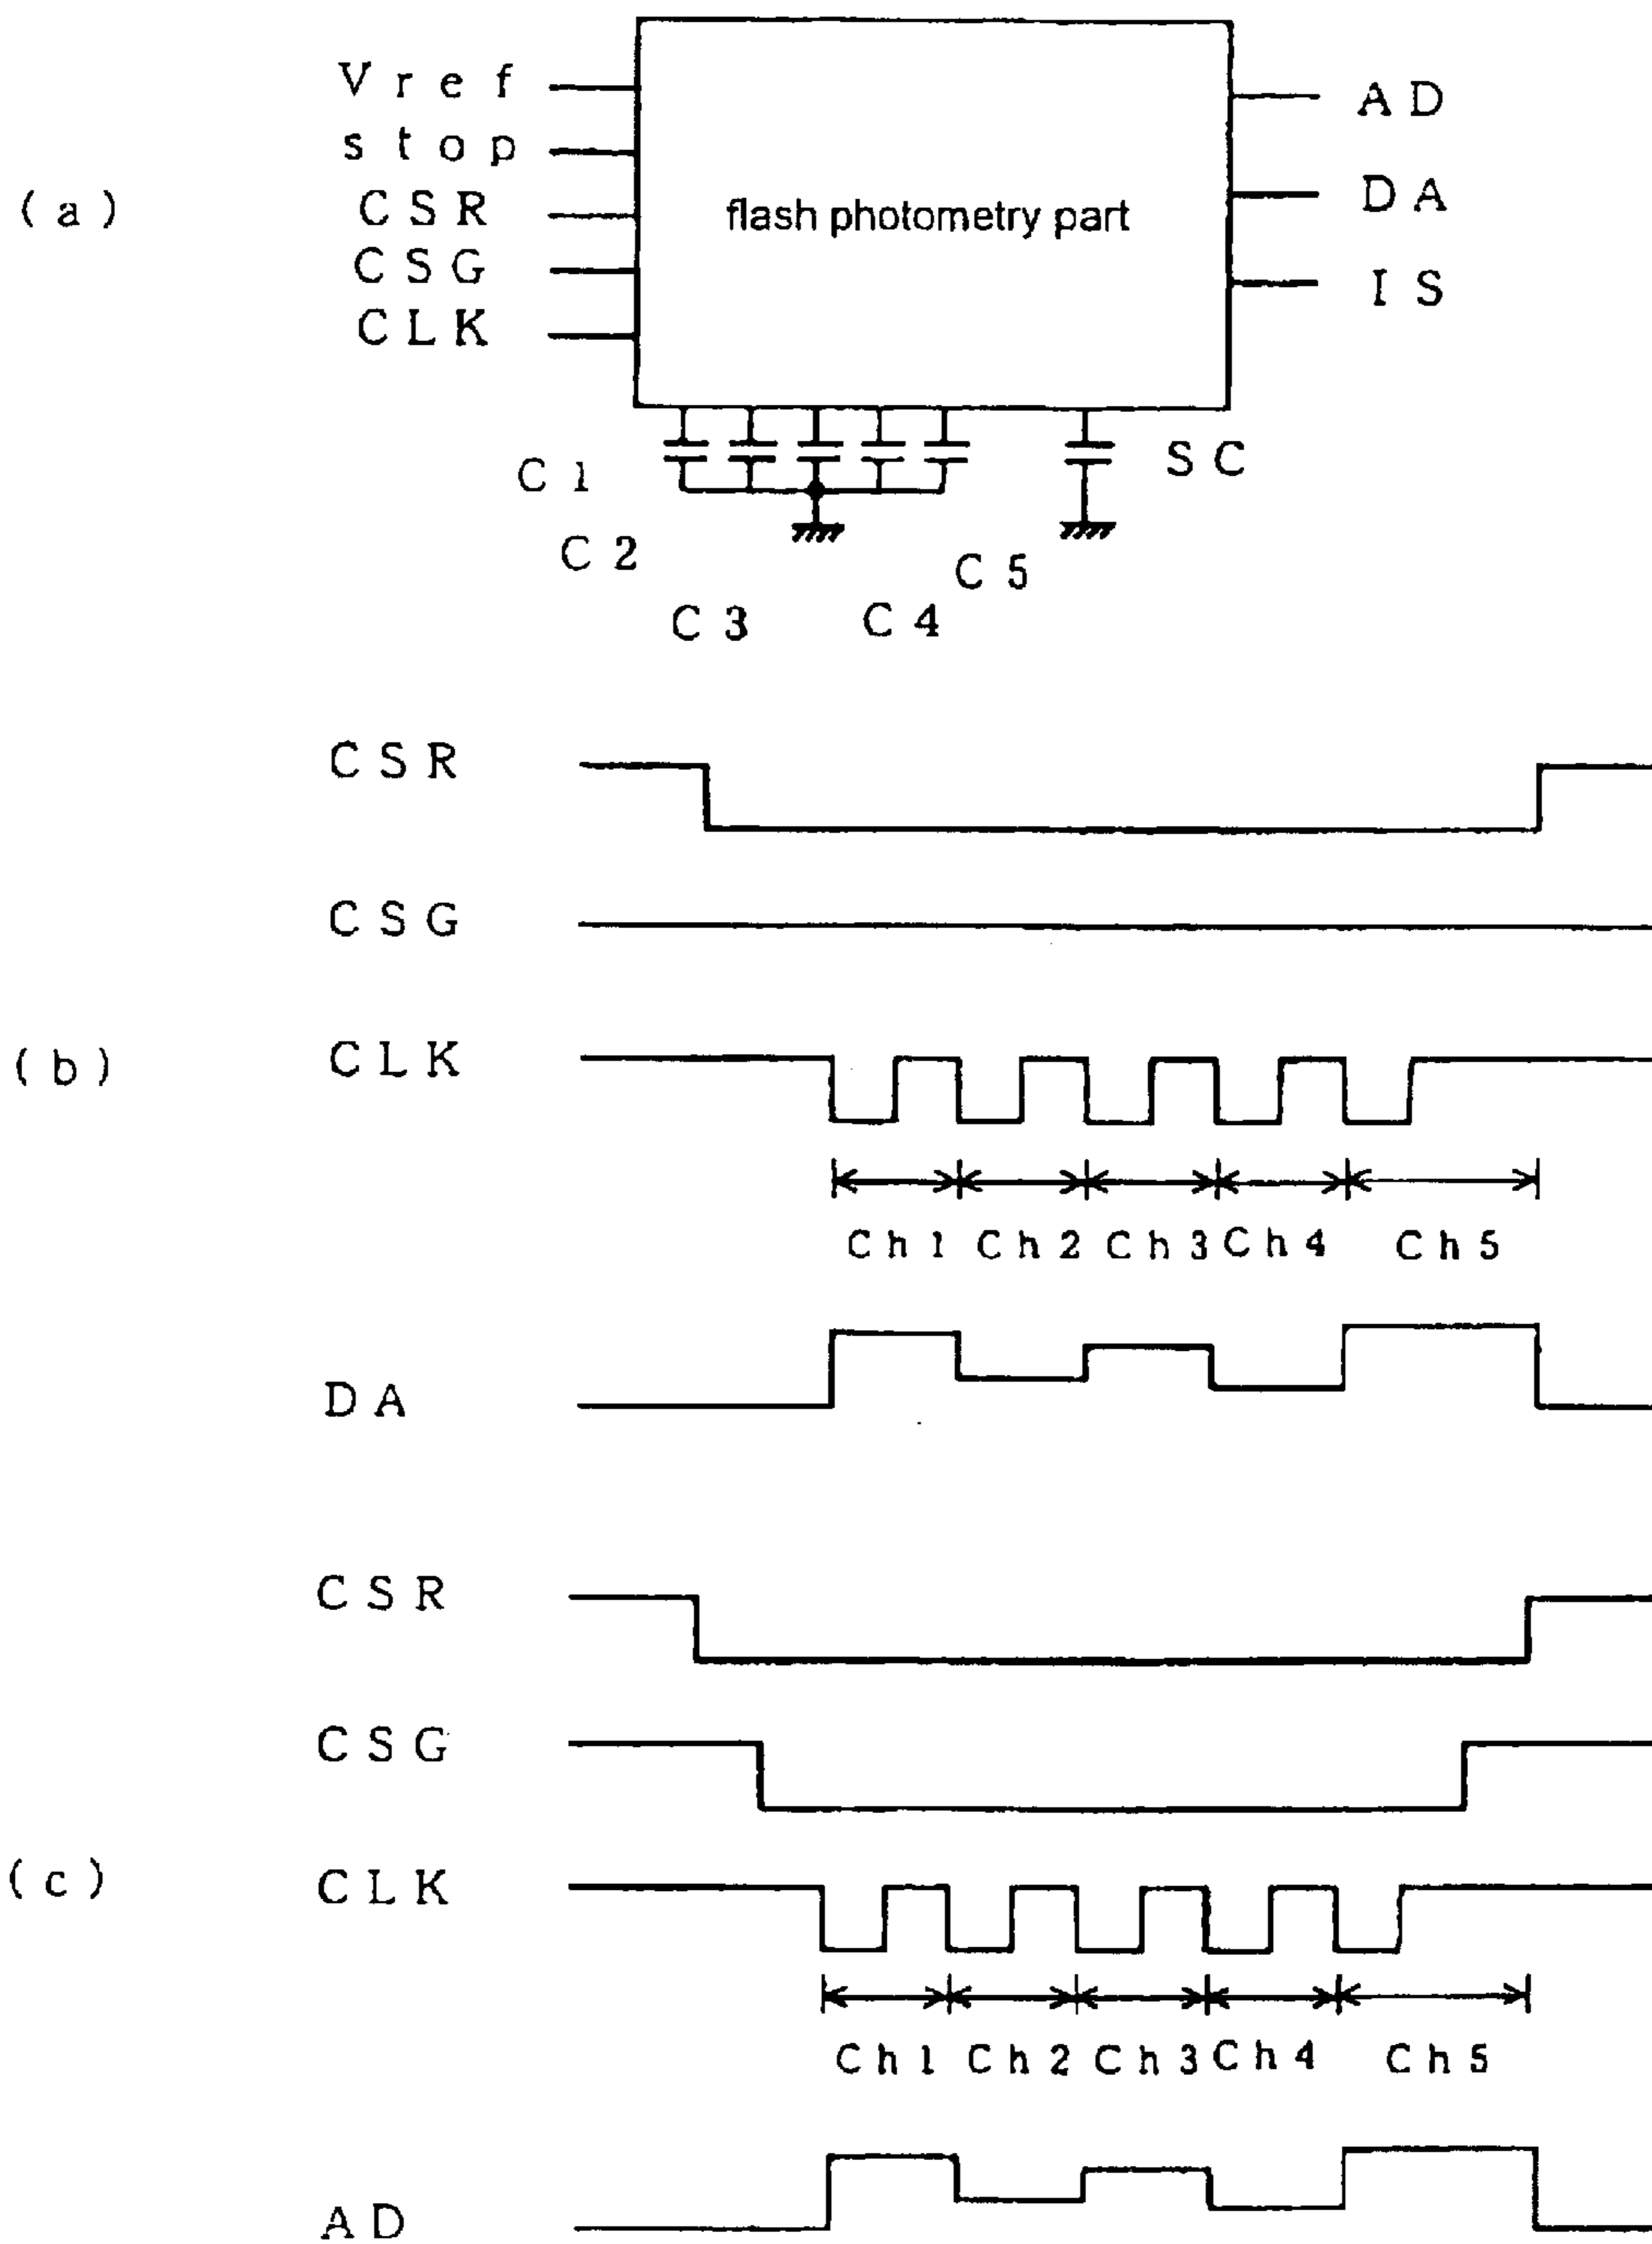 (a)
Vref
stop
CSR
CSG
CLK
flash photometry part
AD
DA
IS
C1
C2
C3
C4
C5
SC
(b)
CSR
CSG
CLK
Ch1 Ch2 Ch3 Ch4 Ch5
DA
(c)
CSR
CSG
CLK
Ch1 Ch2 Ch3 Ch4 Ch5
AD